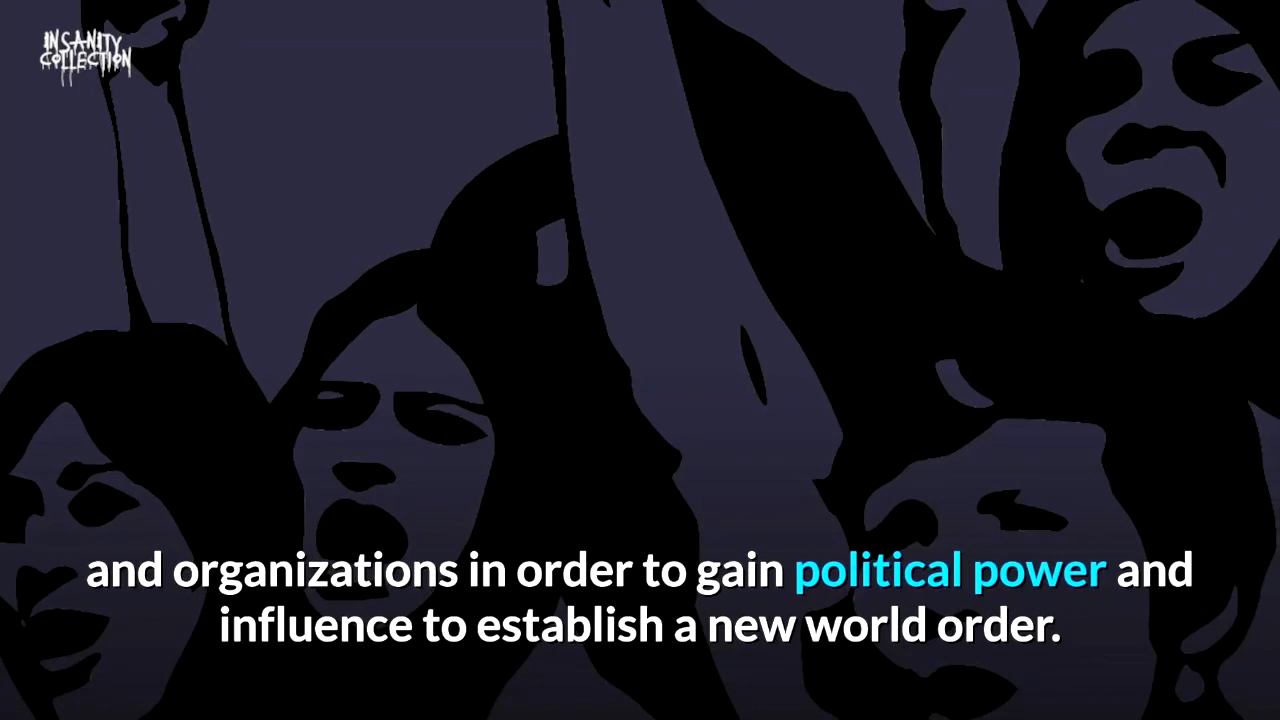 INSANITY
COLLECTION
and organizations in order to gain political power and
influence to establish a new world order.